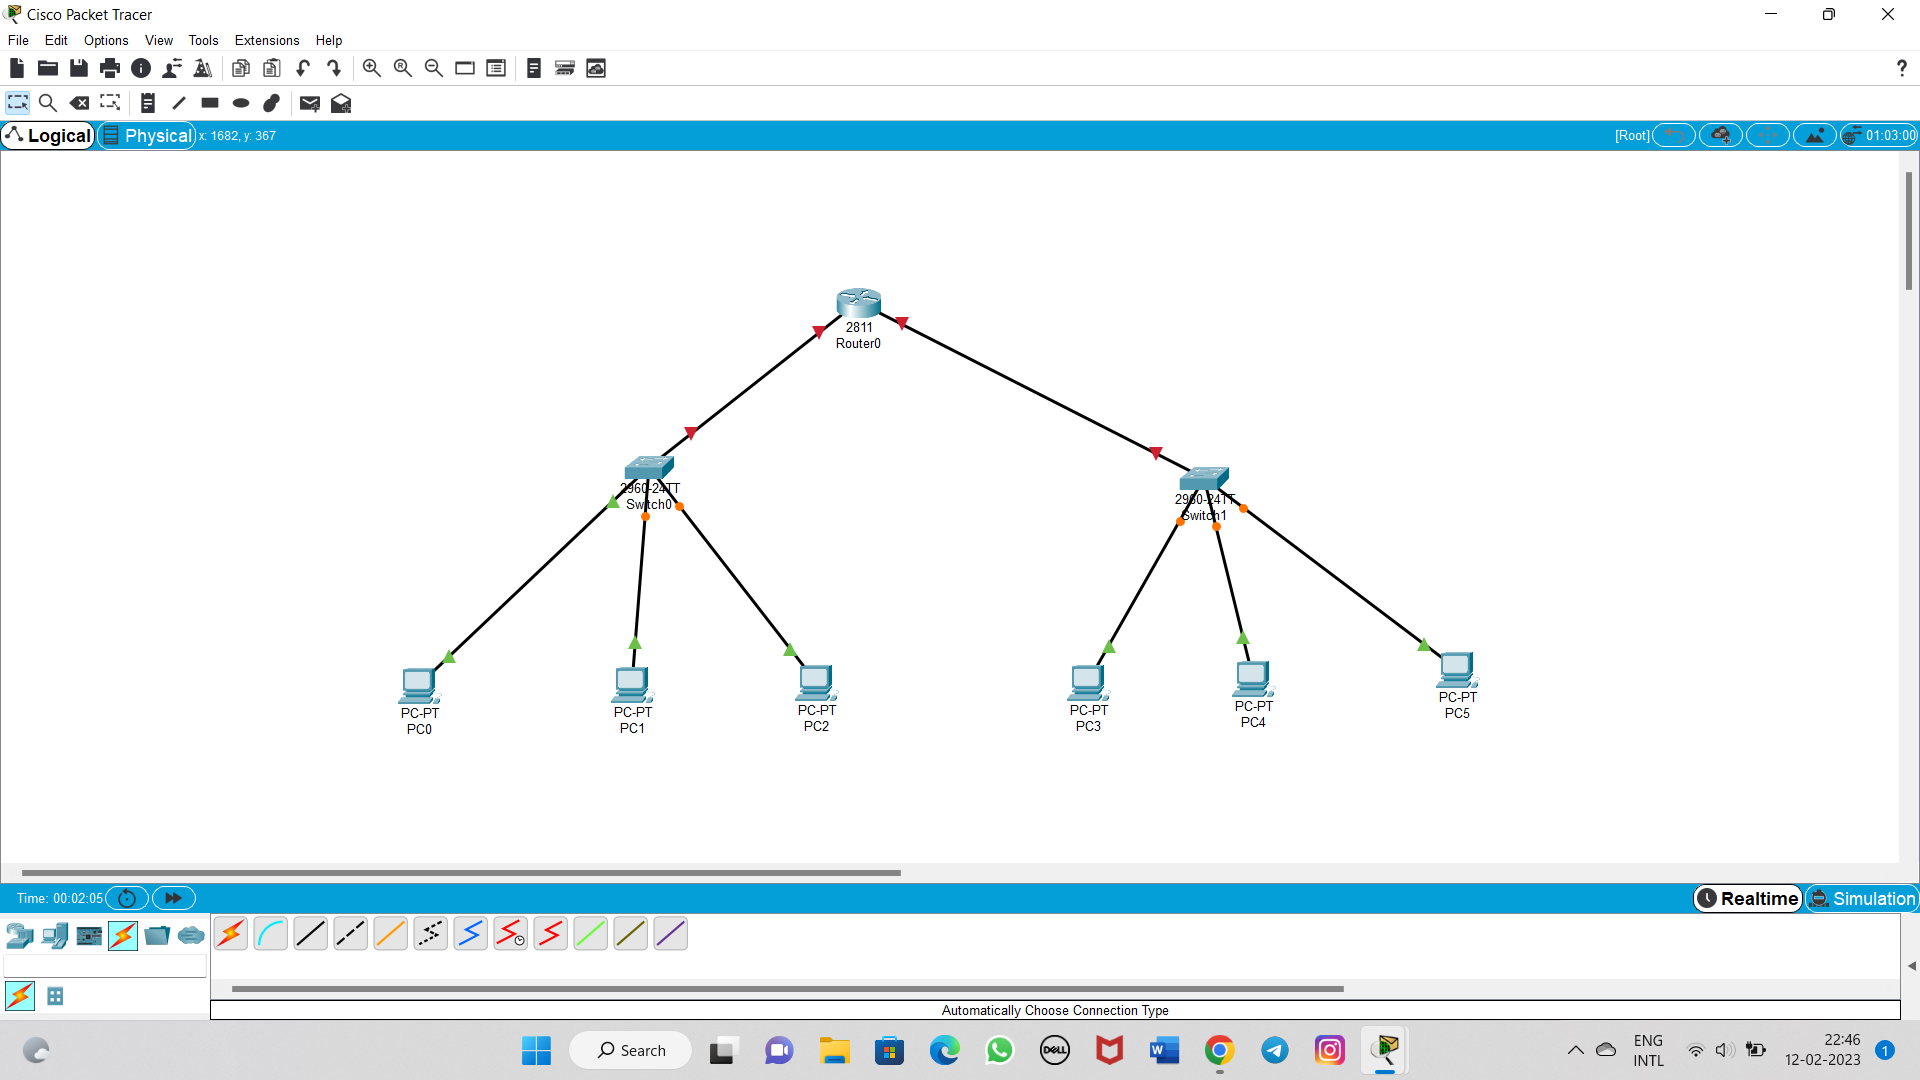 Cisco Packet Tracer
File Edit Options View Tools Extensions Help
?
Logical Physical x: 1682, y: 367 [Root] 01:03:00
2811
Router0
2960-24TT
Switch0
2960-24TT
Switch1
PC-PT
PC0
PC-PT
PC1
PC-PT
PC2
PC-PT
PC3
PC-PT
PC4
PC-PT
PC5
Time: 00:02:05 Realtime Simulation
Automatically Choose Connection Type
Search
DELL
W
ENG
INTL
22:46
12-02-2023
1